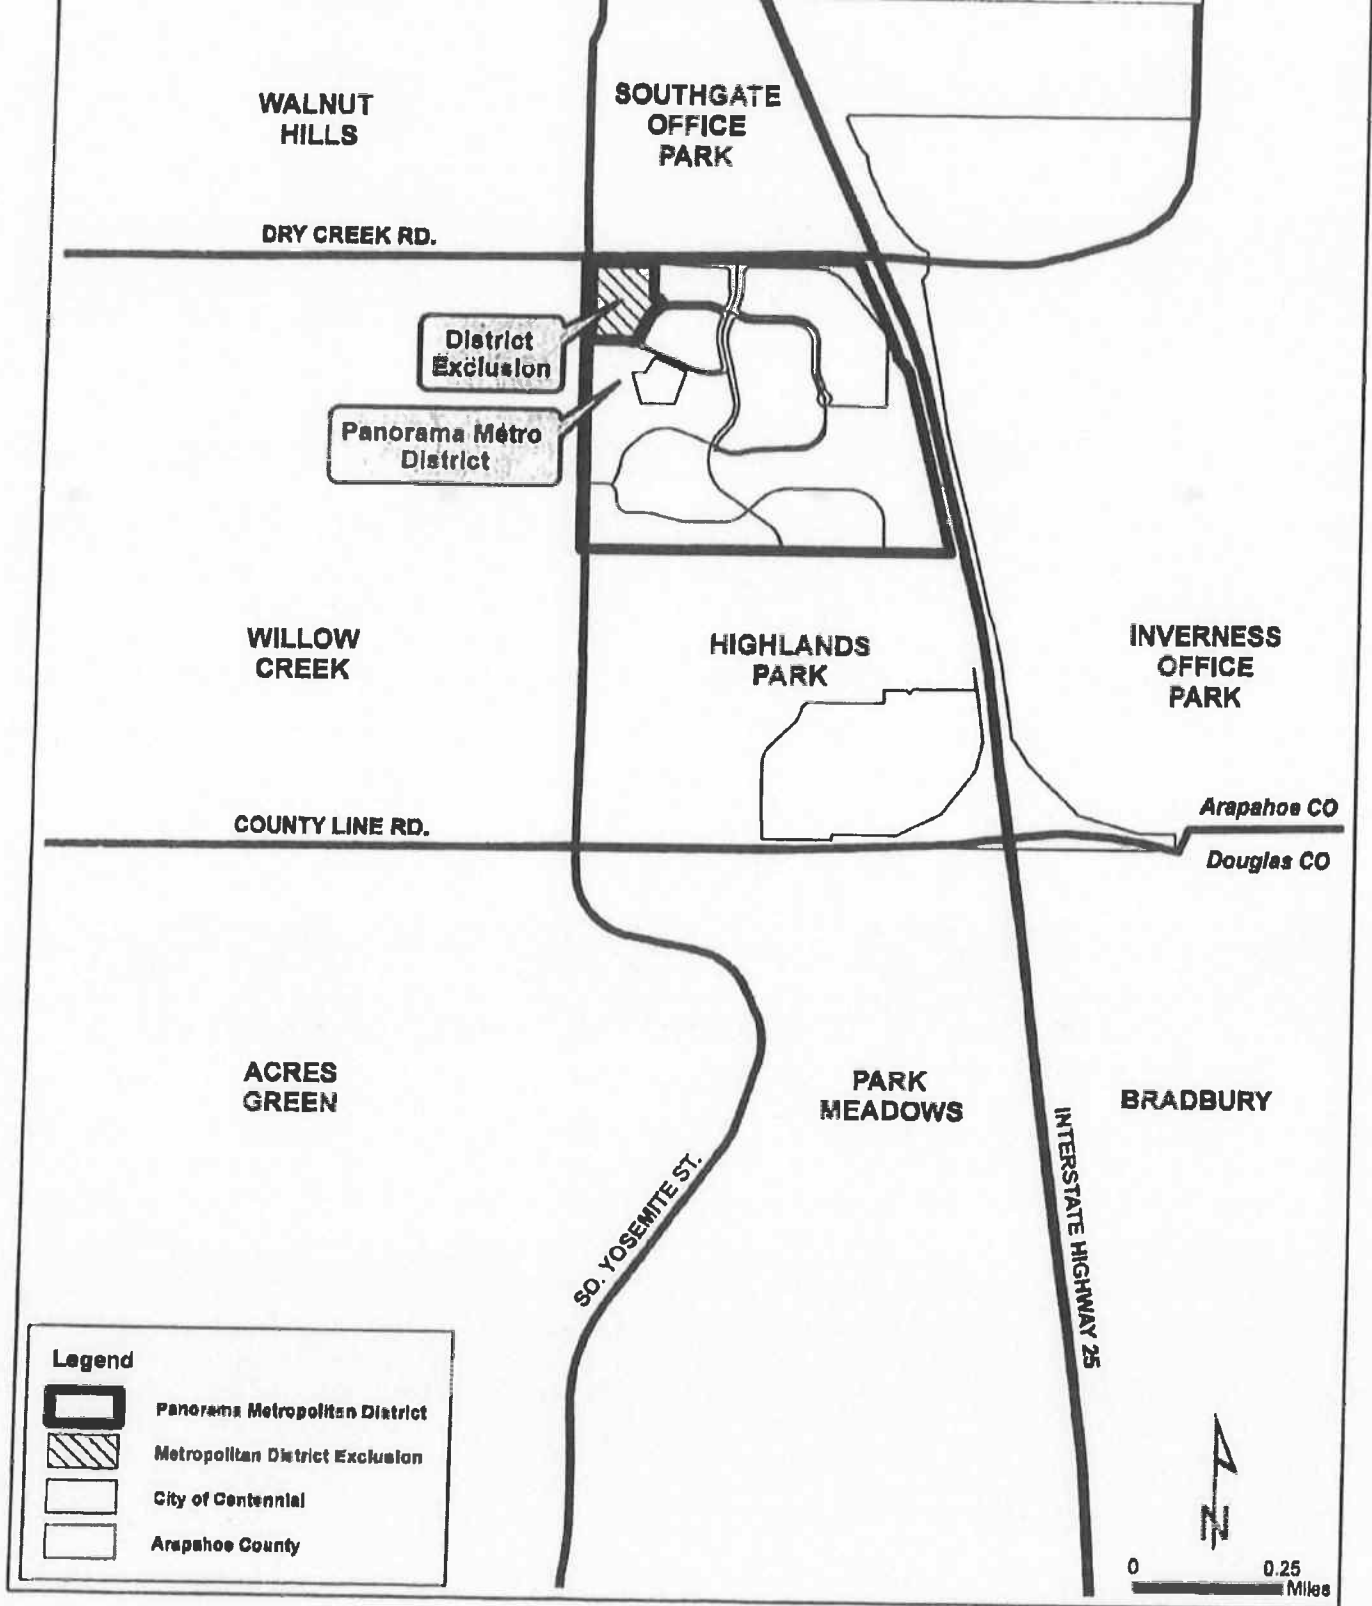 WALNUT
HILLS
SOUTHGATE
OFFICE
PARK
DRY CREEK RD.
District
Exclusion
Panorama Metro
District
WILLOW
CREEK
HIGHLANDS
PARK
INVERNESS
OFFICE
PARK
COUNTY LINE RD.
Arapahoe CO
Douglas CO
ACRES
GREEN
PARK
MEADOWS
BRADBURY
SO. YOSEMITE ST.
INTERSTATE HIGHWAY 25
Legend
Panorama Metropolitan District
Metropolitan District Exclusion
City of Centennial
Arapahoe County
N
0 0.25
Miles